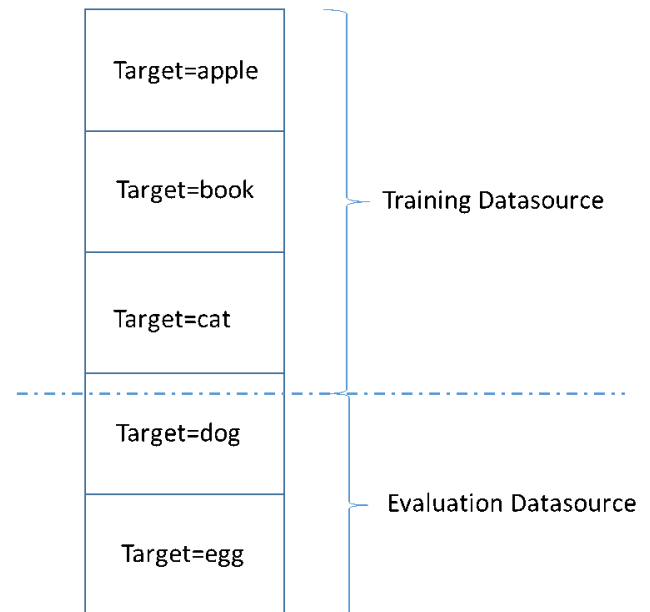 Target=apple
Target=book
Training Datasource
Target=cat
Target=dog
Evaluation Datasource
Target=egg